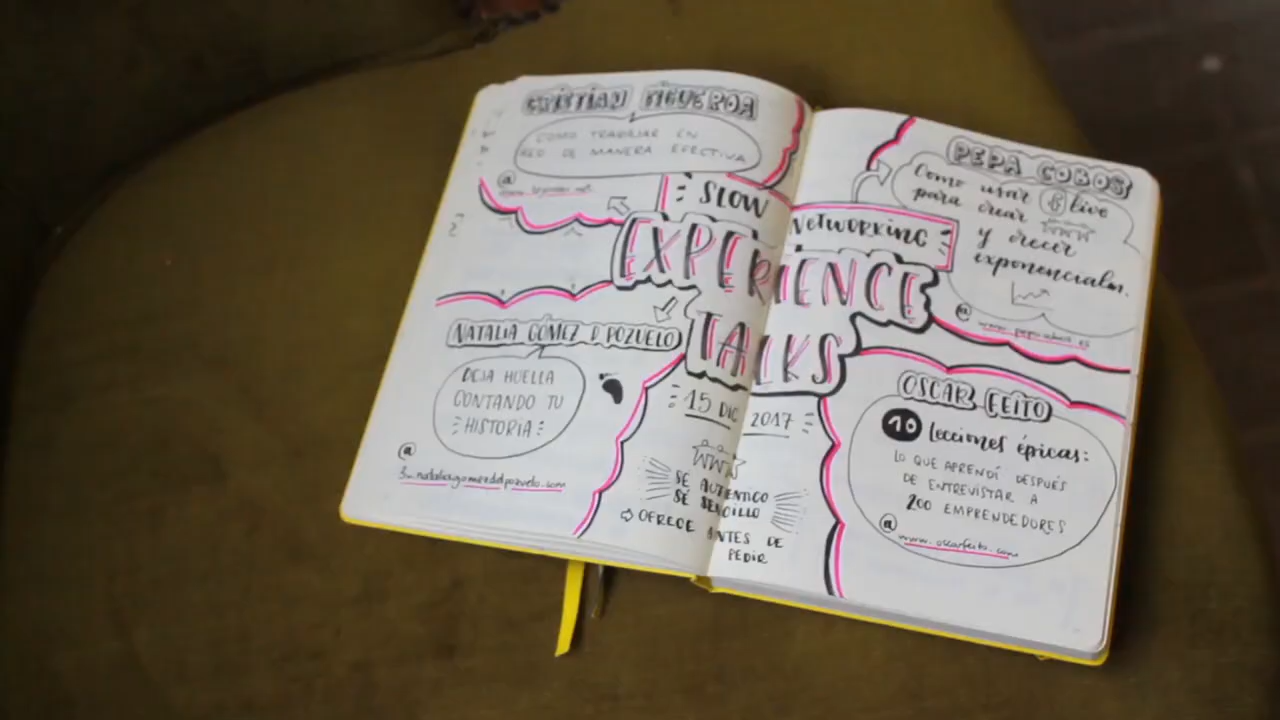 CRISTIAN FIGUEROA
COMO TRABAJAR EN
RED DE MANERA EFECTIVA
@
SLOW NETWORKING
EXPERIENCE
TALKS
15 DIC 2017
SÉ AUTÉNTICO
SÉ SENCILLO
OFRECE ANTES DE
PEDIR
NATALIA GÓMEZ D POZUELO
DEJA HUELLA
CONTANDO TU
HISTORIA
@
PEPA COBOS
Como usar f live
para crear
y crecer
exponencialm.
@
OSCAR FEITO
10 Lecciones épicas:
LO QUE APRENDÍ DESPUÉS
DE ENTREVISTAR A
200 EMPRENDEDORES
@
www.oscarfeito.com